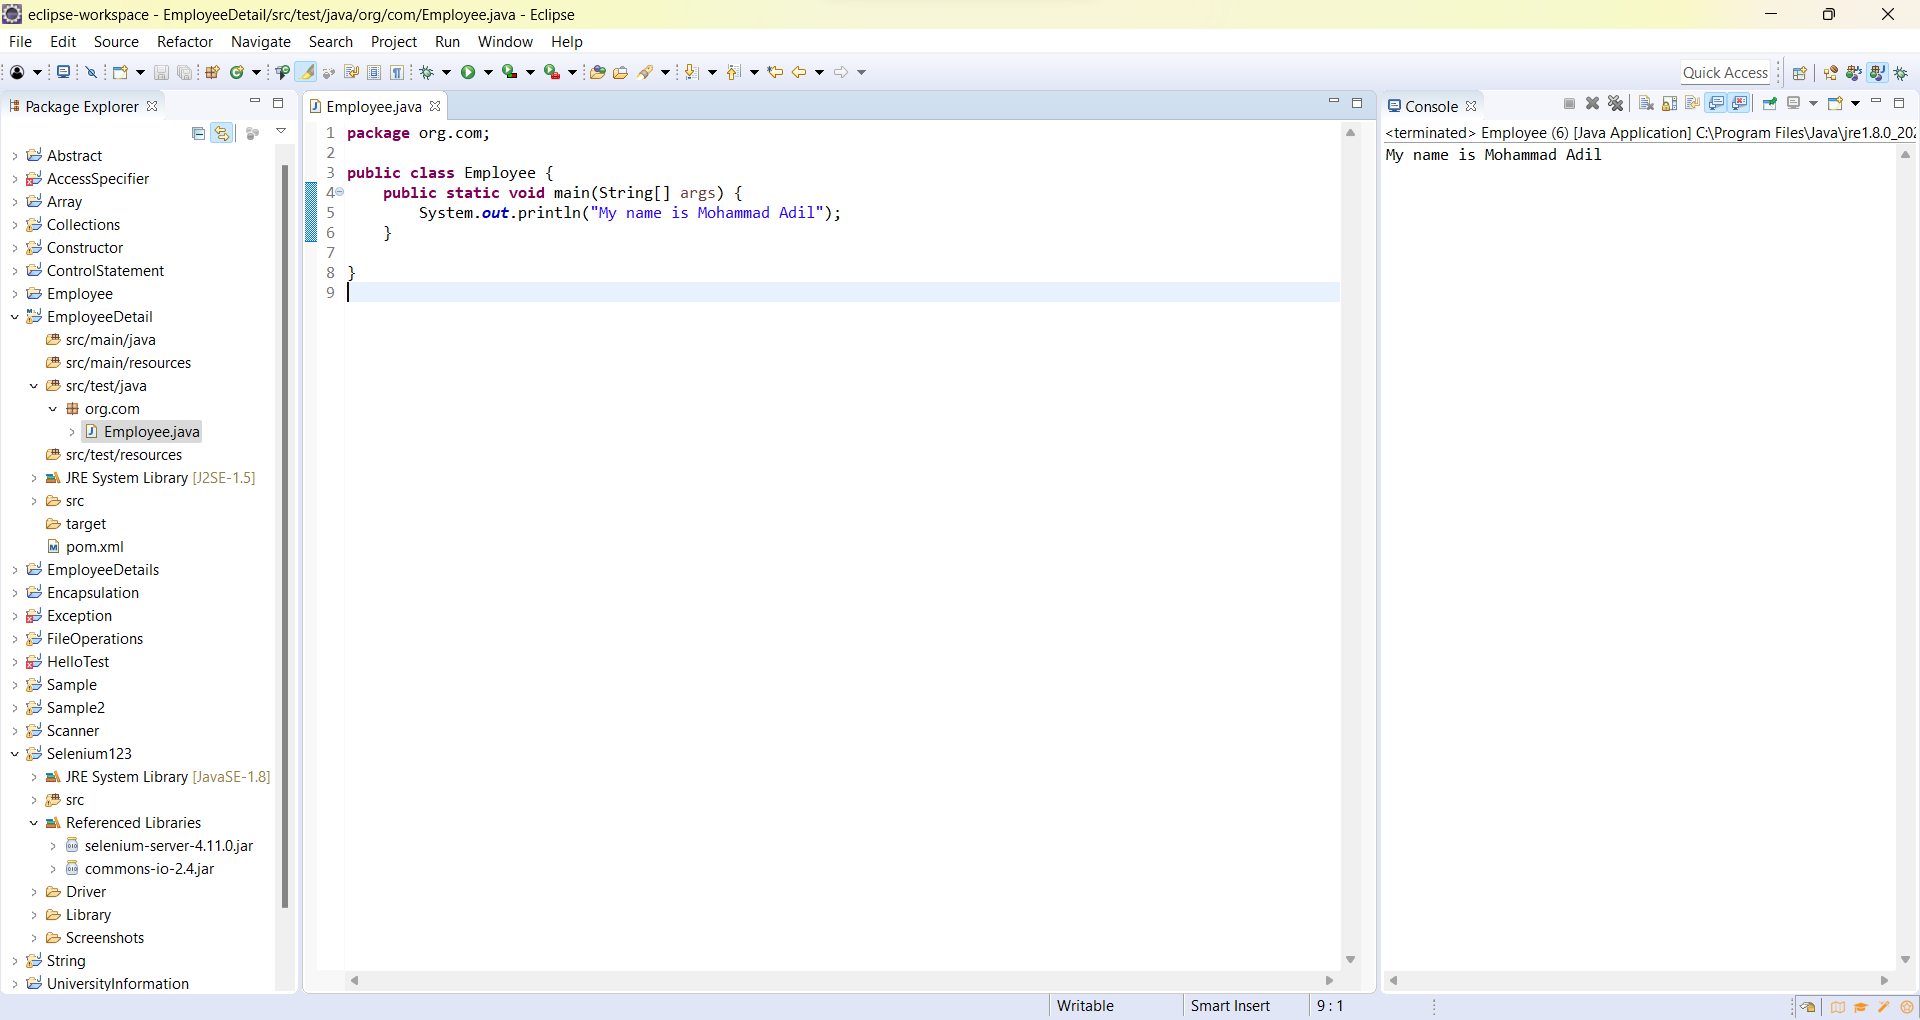 eclipse-workspace - EmployeeDetail/src/test/java/org/com/Employee.java - Eclipse
File Edit Source Refactor Navigate Search Project Run Window Help
Quick Access
Package Explorer
Abstract
AccessSpecifier
Array
Collections
Constructor
ControlStatement
Employee
EmployeeDetail
src/main/java
src/main/resources
src/test/java
org.com
Employee.java
src/test/resources
JRE System Library [J2SE-1.5]
src
target
pom.xml
EmployeeDetails
Encapsulation
Exception
FileOperations
HelloTest
Sample
Sample2
Scanner
Selenium123
JRE System Library [JavaSE-1.8]
src
Referenced Libraries
selenium-server-4.11.0.jar
commons-io-2.4.jar
Driver
Library
Screenshots
String
UniversityInformation
Employee.java
1 package org.com;
2
3 public class Employee {
4 public static void main(String[] args) {
5 System.out.println("My name is Mohammad Adil");
6 }
7
8 }
9
Console
<terminated> Employee (6) [Java Application] C:\Program Files\Java\jre1.8.0_202
My name is Mohammad Adil
Writable Smart Insert 9 : 1